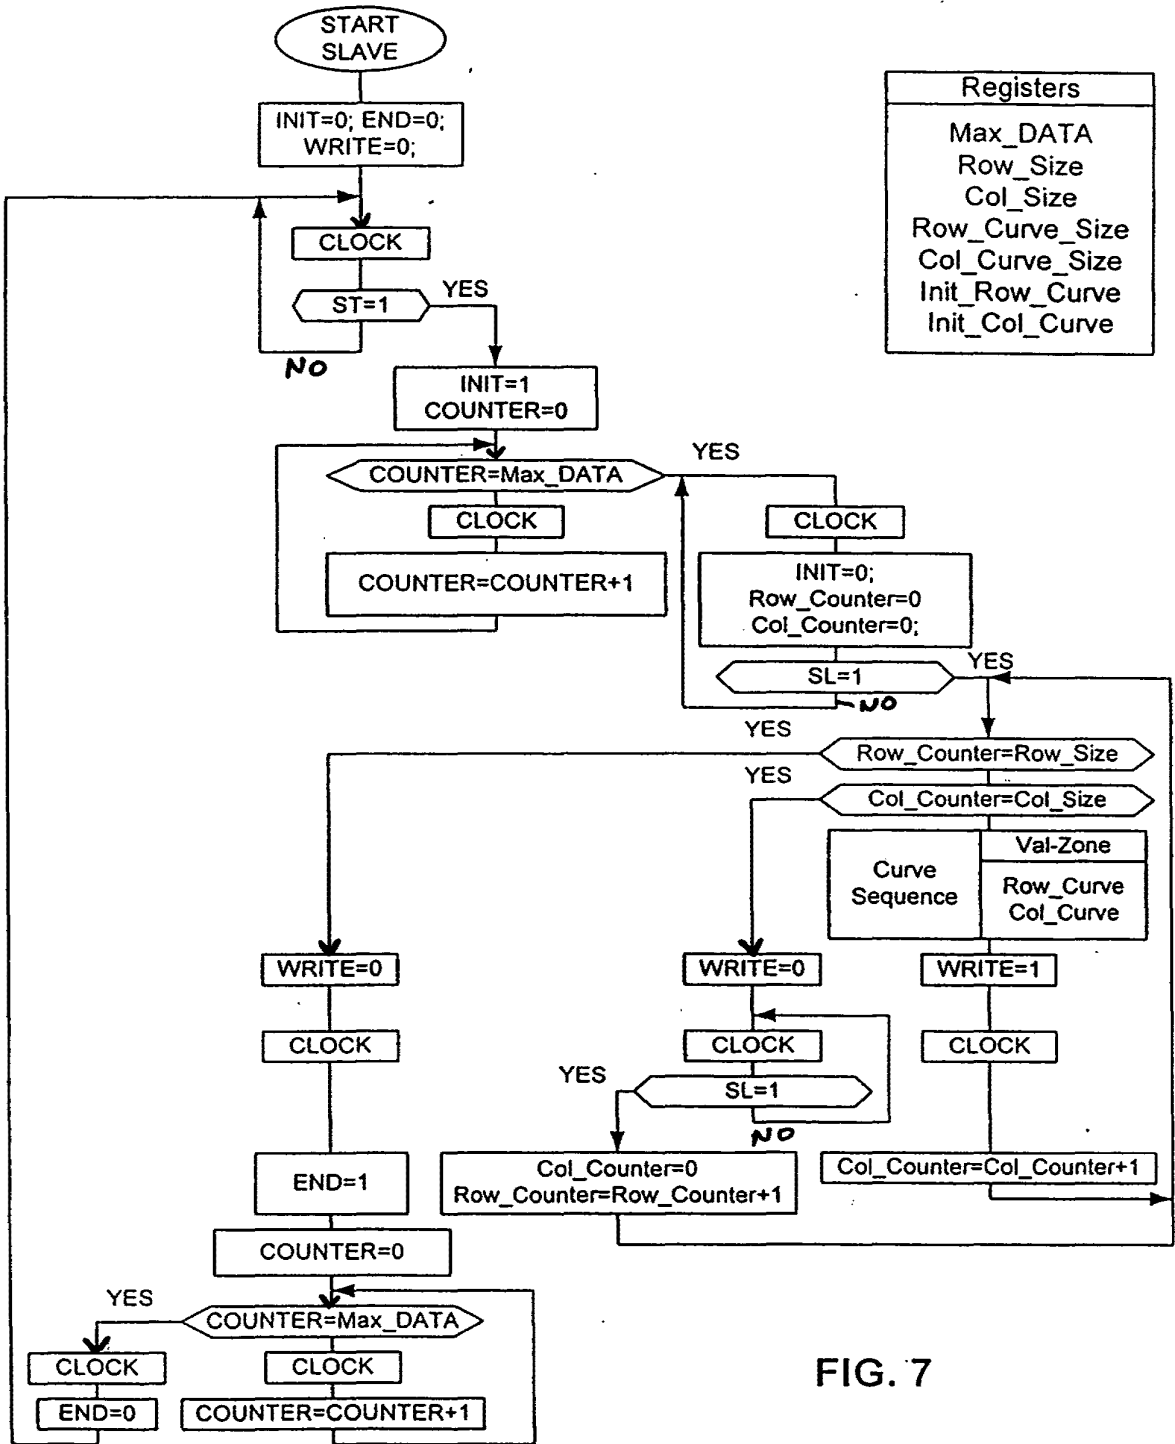 START
SLAVE
INIT=0; END=0;
WRITE=0;
CLOCK
ST=1
YES
NO
INIT=1
COUNTER=0
COUNTER=Max_DATA
YES
CLOCK
COUNTER=COUNTER+1
CLOCK
INIT=0;
Row_Counter=0
Col_Counter=0;
SL=1
YES
NO
Registers
Max_DATA
Row_Size
Col_Size
Row_Curve_Size
Col_Curve_Size
Init_Row_Curve
Init_Col_Curve
YES
Row_Counter=Row_Size
YES
Col_Counter=Col_Size
Curve
Sequence
Val-Zone
Row_Curve
Col_Curve
WRITE=0
WRITE=0
WRITE=1
CLOCK
CLOCK
CLOCK
YES
SL=1
NO
END=1
Col_Counter=0
Row_Counter=Row_Counter+1
Col_Counter=Col_Counter+1
COUNTER=0
YES
COUNTER=Max_DATA
CLOCK
CLOCK
END=0
COUNTER=COUNTER+1
FIG. 7